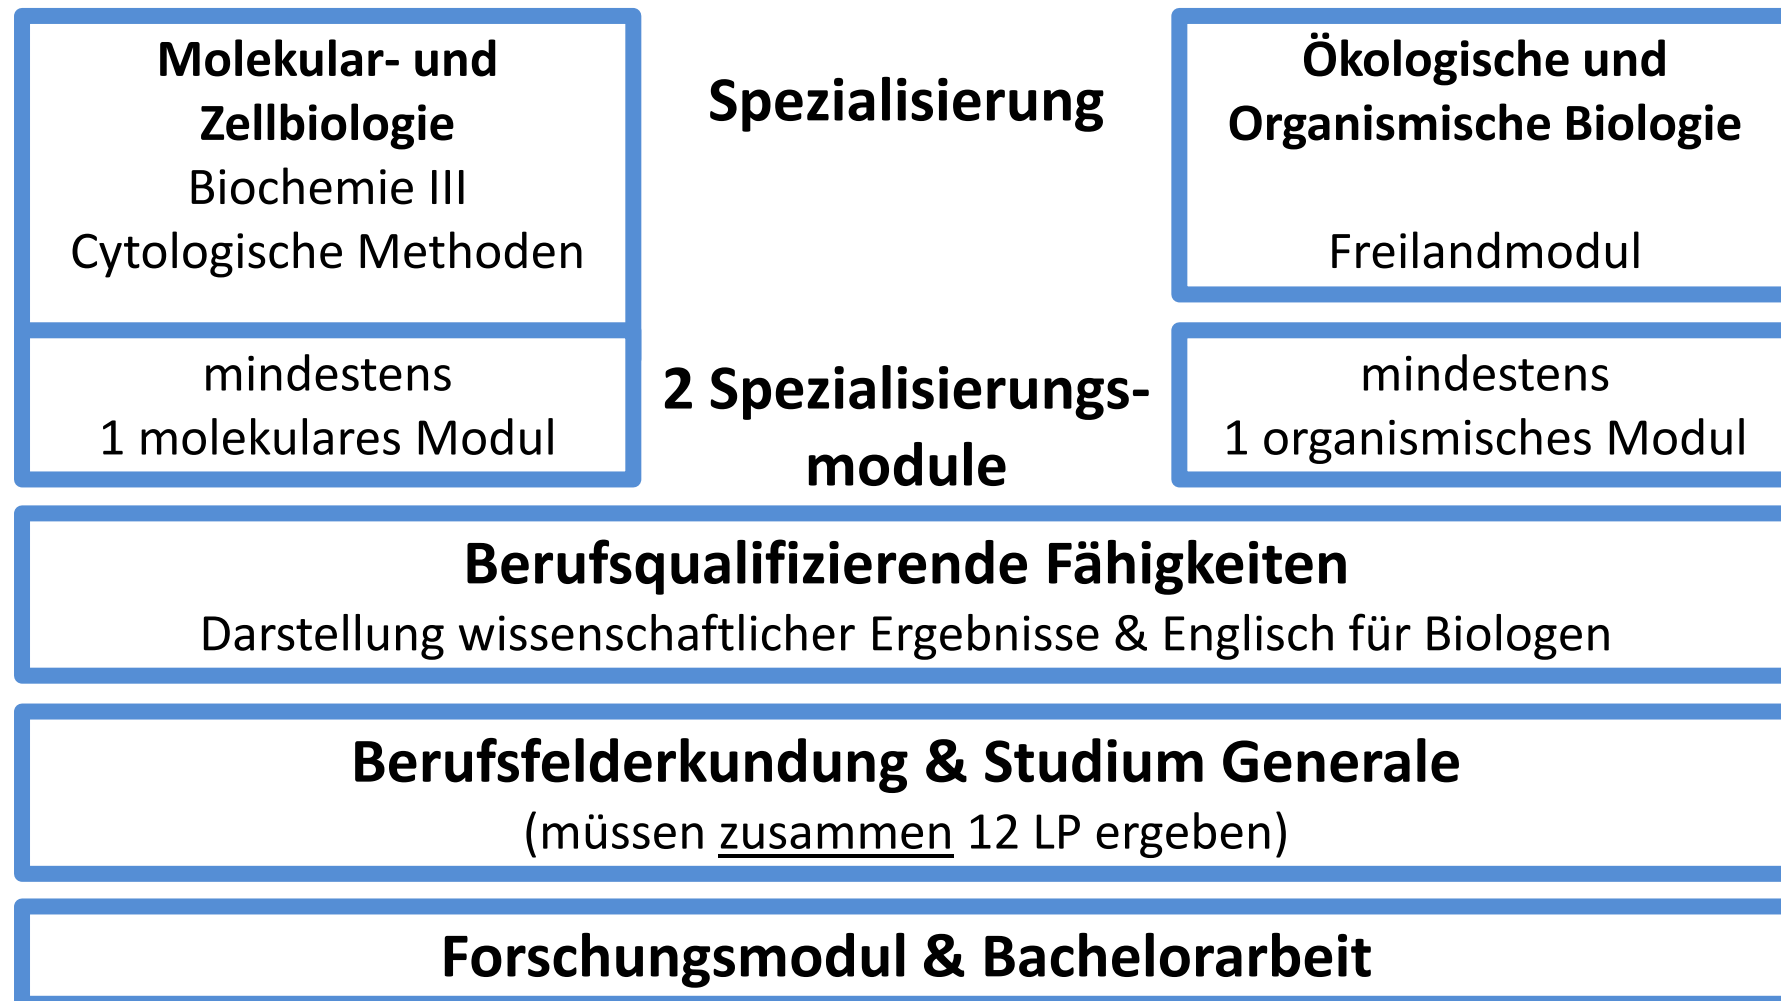 Molekular- und
Zellbiologie
Biochemie III
Cytologische Methoden
Spezialisierung
Ökologische und
Organismische Biologie
Freilandmodul
mindestens
1 molekulares Modul
2 Spezialisierungs-
module
mindestens
1 organismisches Modul
Berufsqualifizierende Fähigkeiten
Darstellung wissenschaftlicher Ergebnisse & Englisch für Biologen
Berufsfelderkundung & Studium Generale
(müssen zusammen 12 LP ergeben)
Forschungsmodul & Bachelorarbeit